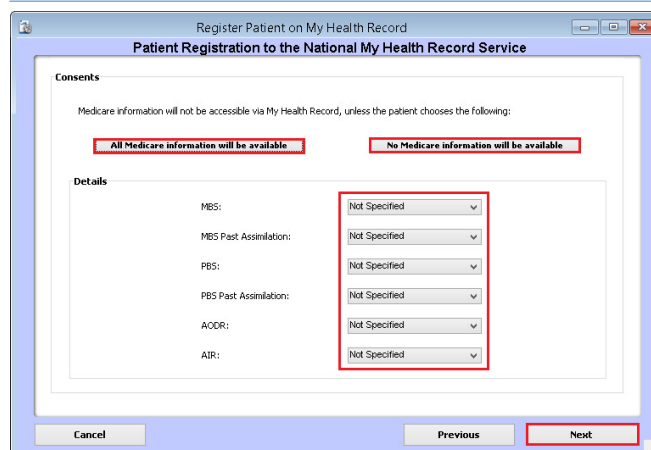 Register Patient on My Health Record
Patient Registration to the National My Health Record Service
Consents
Medicare information will not be accessible via My Health Record, unless the patient chooses the following:
All Medicare information will be available No Medicare information will be available
Details
MBS: Not Specified
MBS Past Assimilation: Not Specified
PBS: Not Specified
PBS Past Assimilation: Not Specified
AODR: Not Specified
AIR: Not Specified
Cancel Previous Next